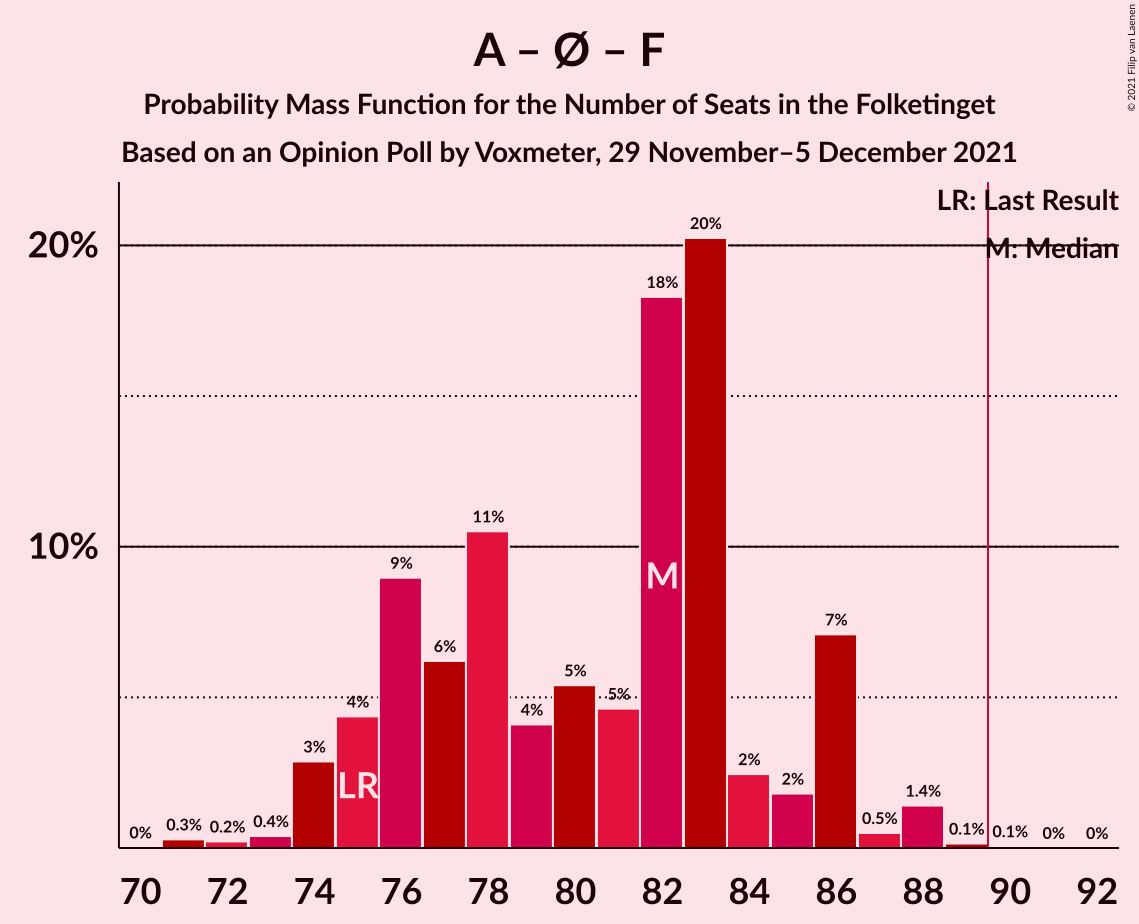 A – Ø – F
Probability Mass Function for the Number of Seats in the Folketinget
Based on an Opinion Poll by Voxmeter, 29 November–5 December 2021
© 2021 Filip van Laenen
LR: Last Result
M: Median
20%
10%
0%
0.3%
0.2%
0.4%
3%
4%
9%
6%
11%
4%
5%
5%
18%
20%
2%
2%
7%
0.5%
1.4%
0.1%
0.1%
0%
0%
LR
M
70 72 74 76 78 80 82 84 86 88 90 92